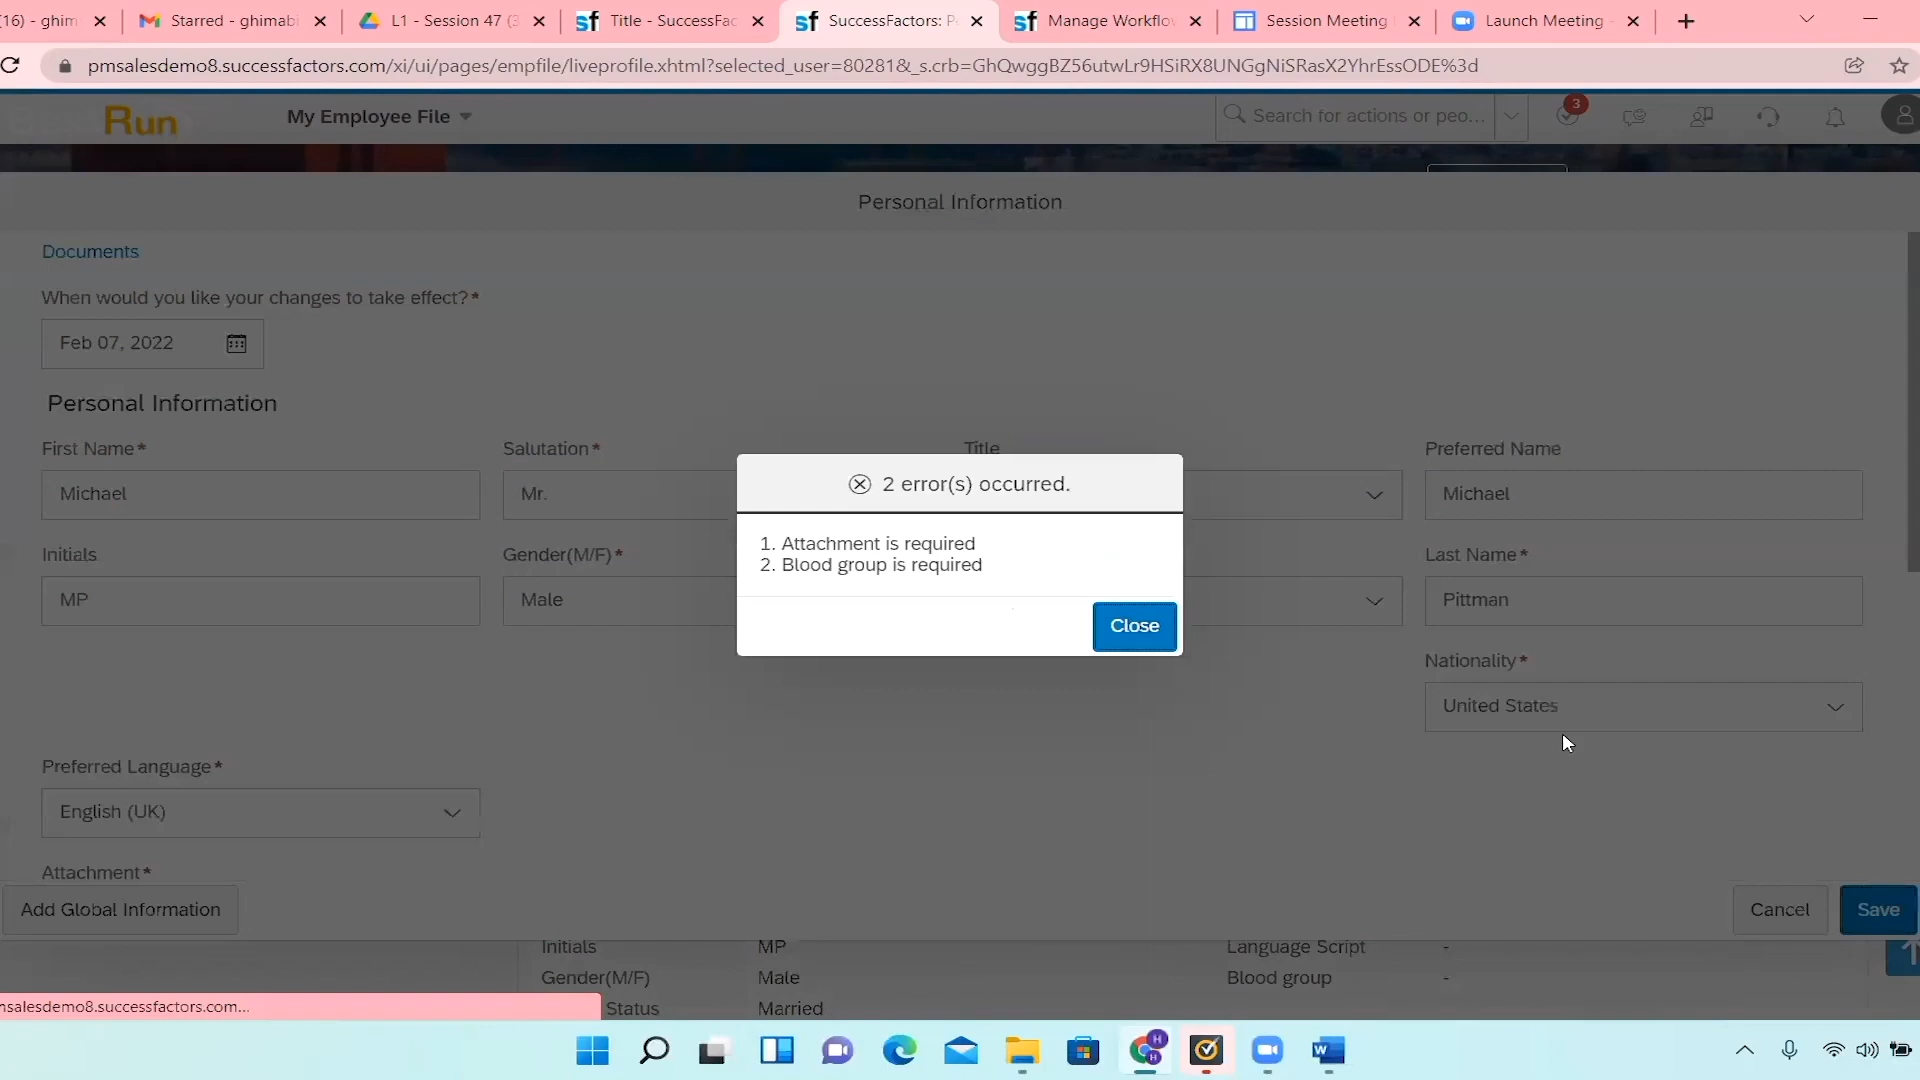 (16) - ghim
Starred - ghimabi
L1 - Session 47 (3
Title - SuccessFac
SuccessFactors: P
Manage Workflo
Session Meeting
Launch Meeting -
pmsalesdemo8.successfactors.com/xi/ui/pages/empfile/liveprofile.xhtml?selected_user=80281&_s.crb=GhQwggBZ56utwLr9HSiRX8UNGgNiSRasX2YhrEssODE%3d
Run
My Employee File
Search for actions or peo...
3
Personal Information
Documents
When would you like your changes to take effect?*
Feb 07, 2022
Personal Information
First Name*
Salutation*
Title
Preferred Name
Michael
Mr.
Michael
2 error(s) occurred.
1. Attachment is required
2. Blood group is required
Close
Initials
Gender(M/F)*
Last Name*
MP
Male
Pittman
Nationality*
United States
Preferred Language*
English (UK)
Attachment*
Add Global Information
Cancel
Save
Initials
MP
Language Script
-
Gender(M/F)
Male
Blood group
-
Status
Married
nsalesdemo8.successfactors.com...